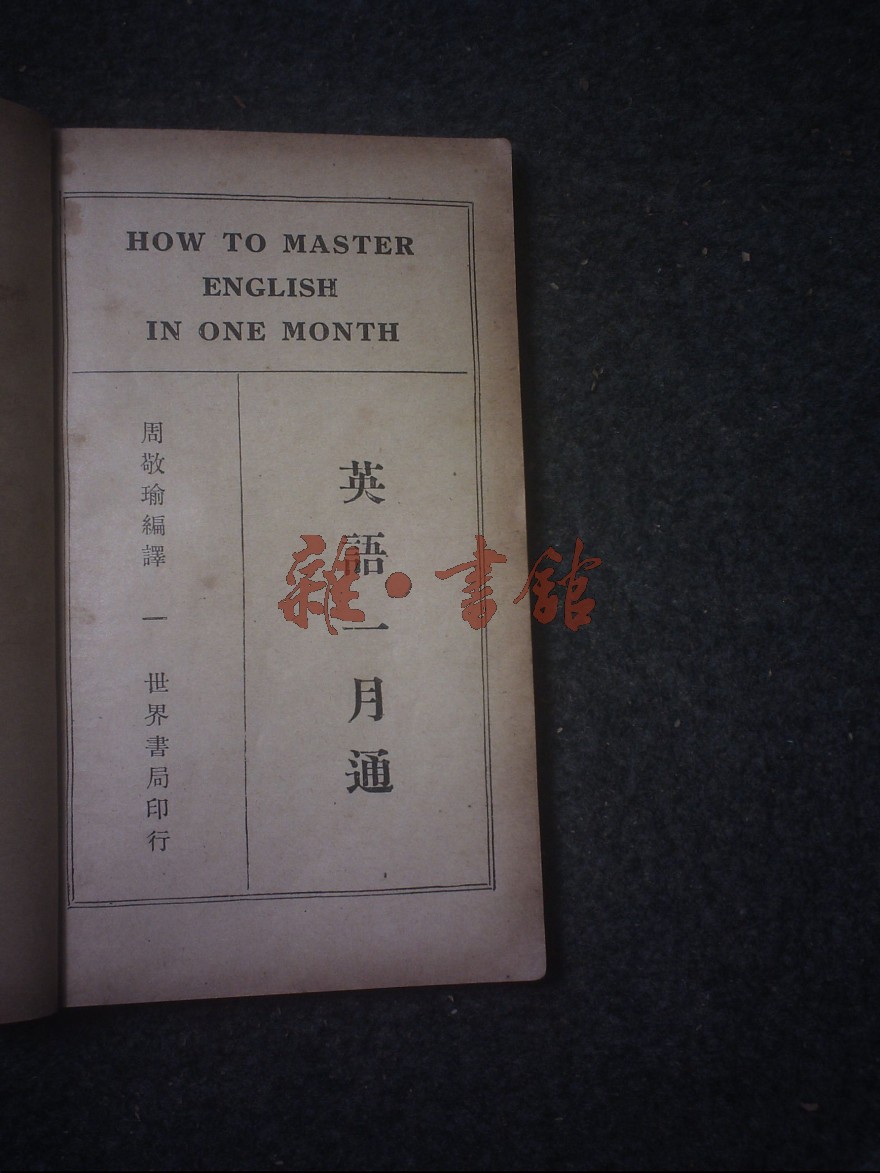 HOW TO MASTER
ENGLISH
IN ONE MONTH
英語一月通
周敬瑜編譯 — 世界書局印行
雜·書館